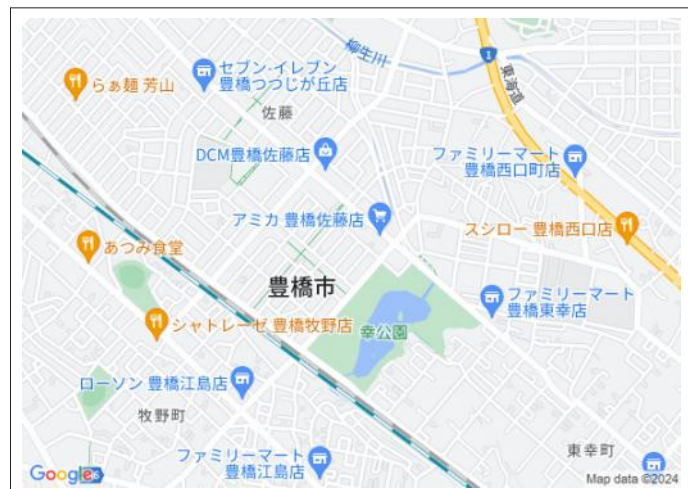 柳生川
1
東海道
セブン-イレブン
豊橋つつじが丘店
らぁ麺 芳山
佐藤
DCM豊橋佐藤店
ファミリーマート
豊橋西口町店
アミカ 豊橋佐藤店
スシロー 豊橋西口店
あつみ食堂
豊橋市
ファミリーマート
豊橋東幸店
シャトレーゼ 豊橋牧野店
幸公園
ローソン 豊橋江島店
牧野町
ファミリーマート
豊橋江島店
東幸町
Google
Map data ©2024